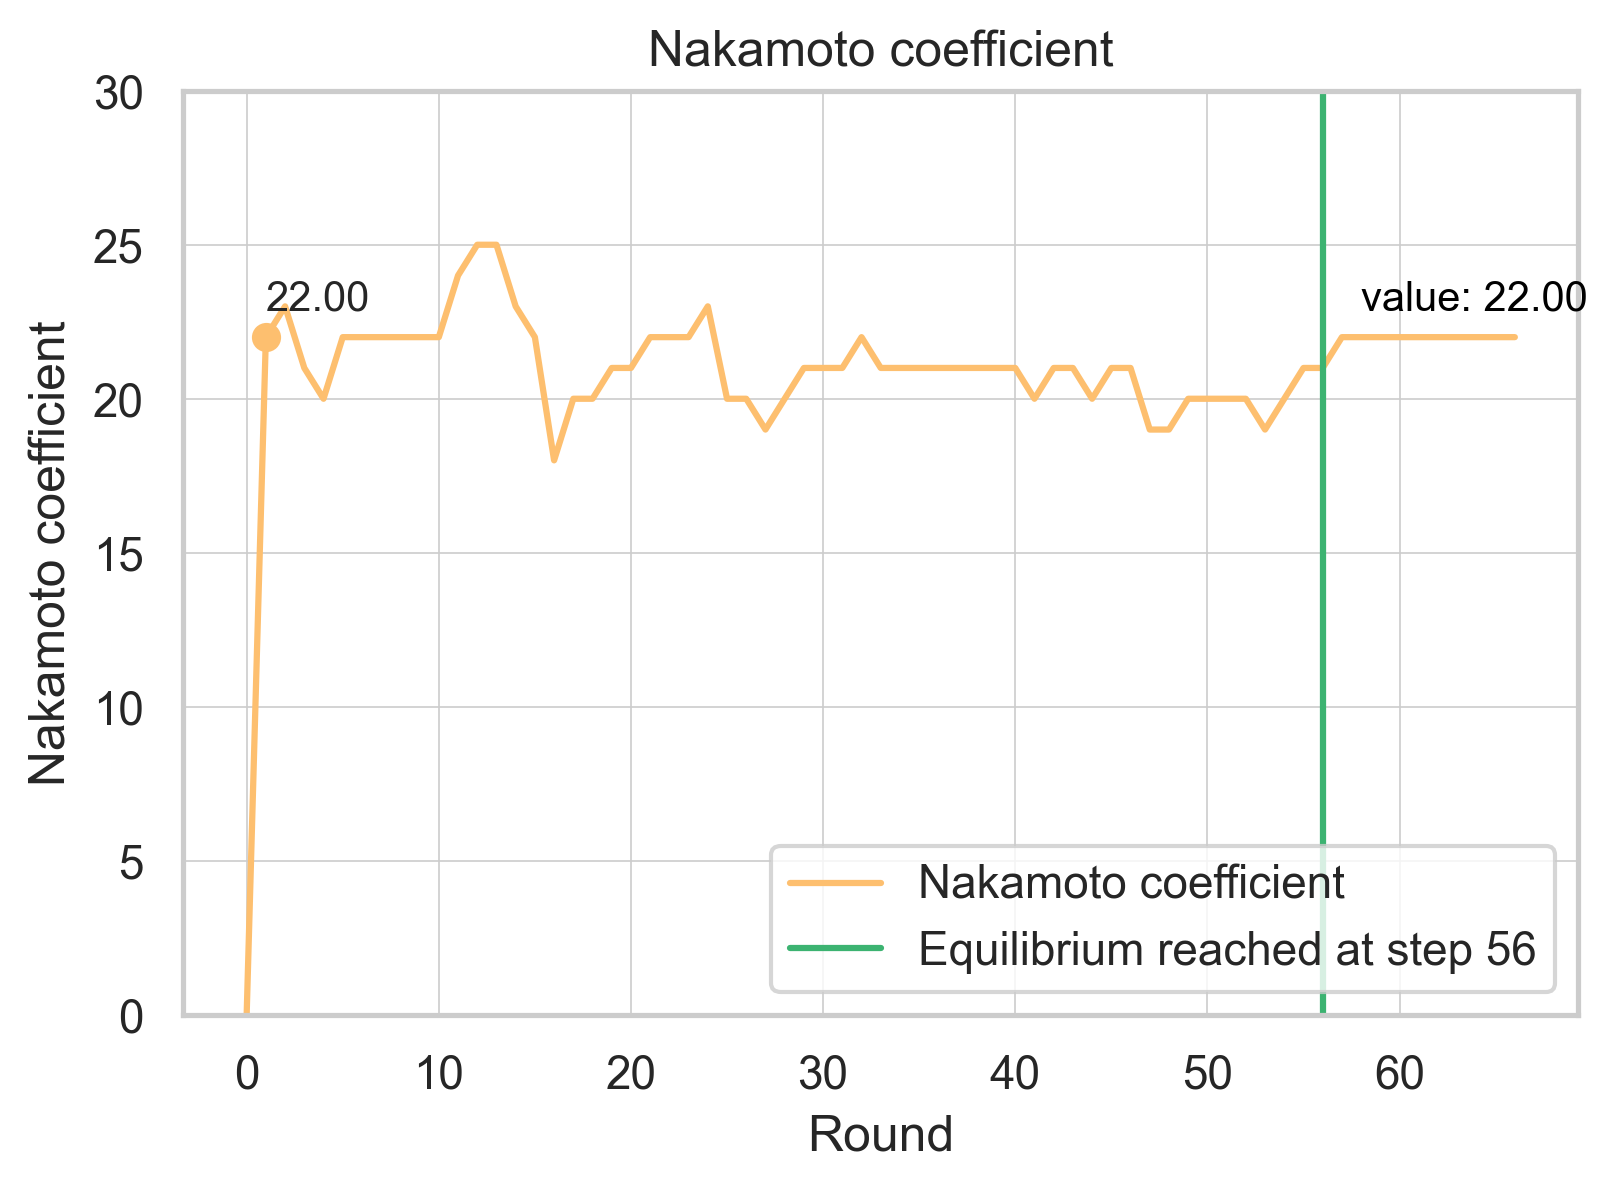 Nakamoto coefficient
30
25
20
15
10
5
0
Nakamoto coefficient
22.00
value: 22.00
Nakamoto coefficient
Equilibrium reached at step 56
0 10 20 30 40 50 60
Round